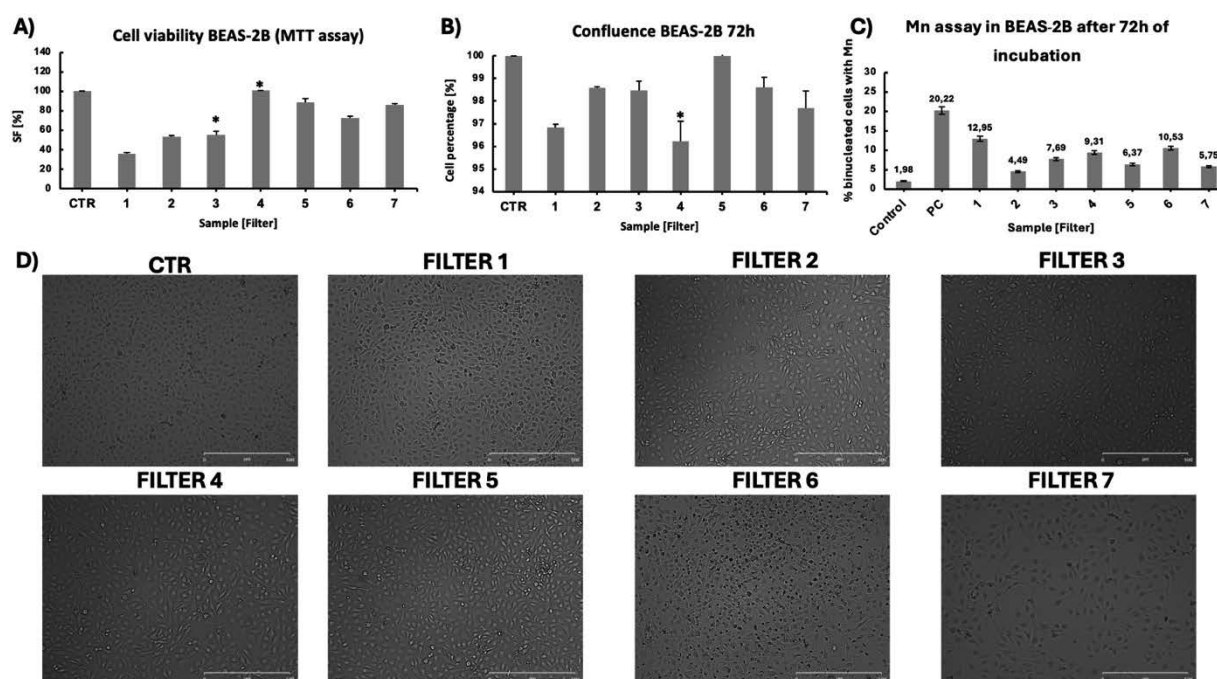 A)
Cell viability BEAS-2B (MTT assay)
SF [%]
140
120
100
80
60
40
20
0
*
*
CTR 1 2 3 4 5 6 7
Sample [Filter]
B)
Confluence BEAS-2B 72h
Cell percentage [%]
100
99
98
97
96
95
94
*
CTR 1 2 3 4 5 6 7
Sample [Filter]
C)
Mn assay in BEAS-2B after 72h of
incubation
% binucleated cells with Mn
30
25
20
15
10
5
0
1,98 20,22 12,95 4,49 7,69 9,31 6,37 10,53 5,75
Control PC 1 2 3 4 5 6 7
Sample [Filter]
D)
CTR FILTER 1 FILTER 2 FILTER 3
FILTER 4 FILTER 5 FILTER 6 FILTER 7